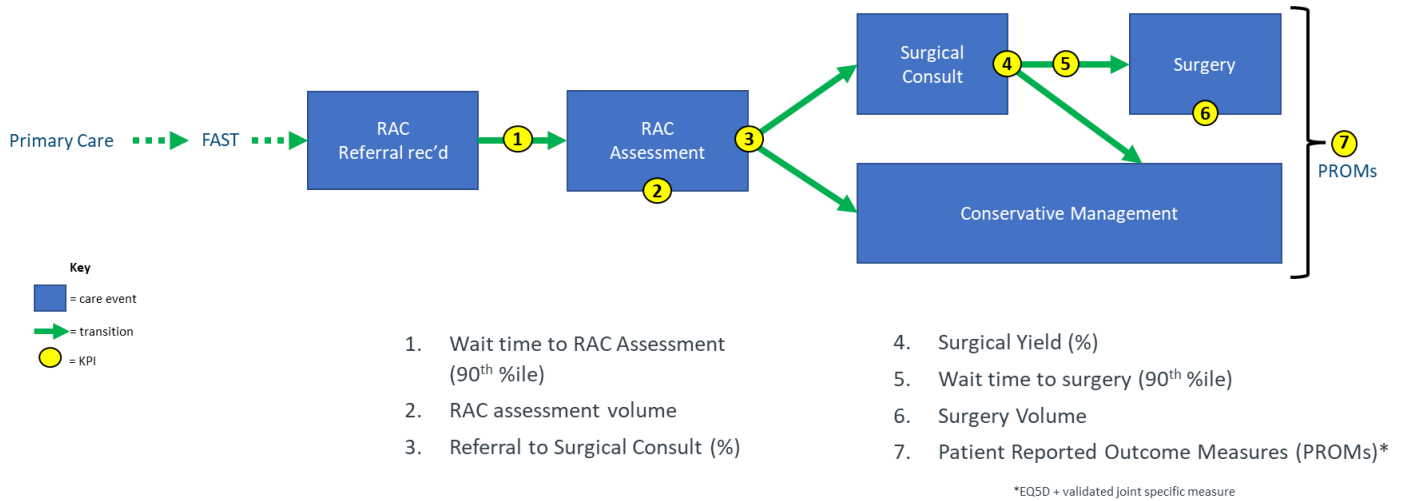 Primary Care
FAST
RAC
Referral rec’d
1
RAC
Assessment
2
3
Surgical
Consult
4
5
Surgery
6
Conservative Management
7
PROMs
Key
= care event
= transition
= KPI
1. Wait time to RAC Assessment
(90th %ile)
2. RAC assessment volume
3. Referral to Surgical Consult (%)
4. Surgical Yield (%)
5. Wait time to surgery (90th %ile)
6. Surgery Volume
7. Patient Reported Outcome Measures (PROMs)*
*EQ5D + validated joint specific measure